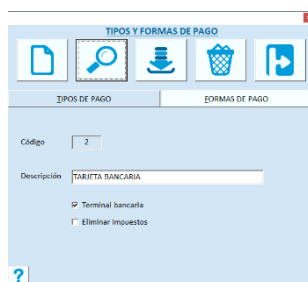 TIPOS Y FORMAS DE PAGO
TIPOS DE PAGO
FORMAS DE PAGO
Código 2
Descripción TARJETA BANCARIA
Terminal bancaria
Eliminar Impuestos
?